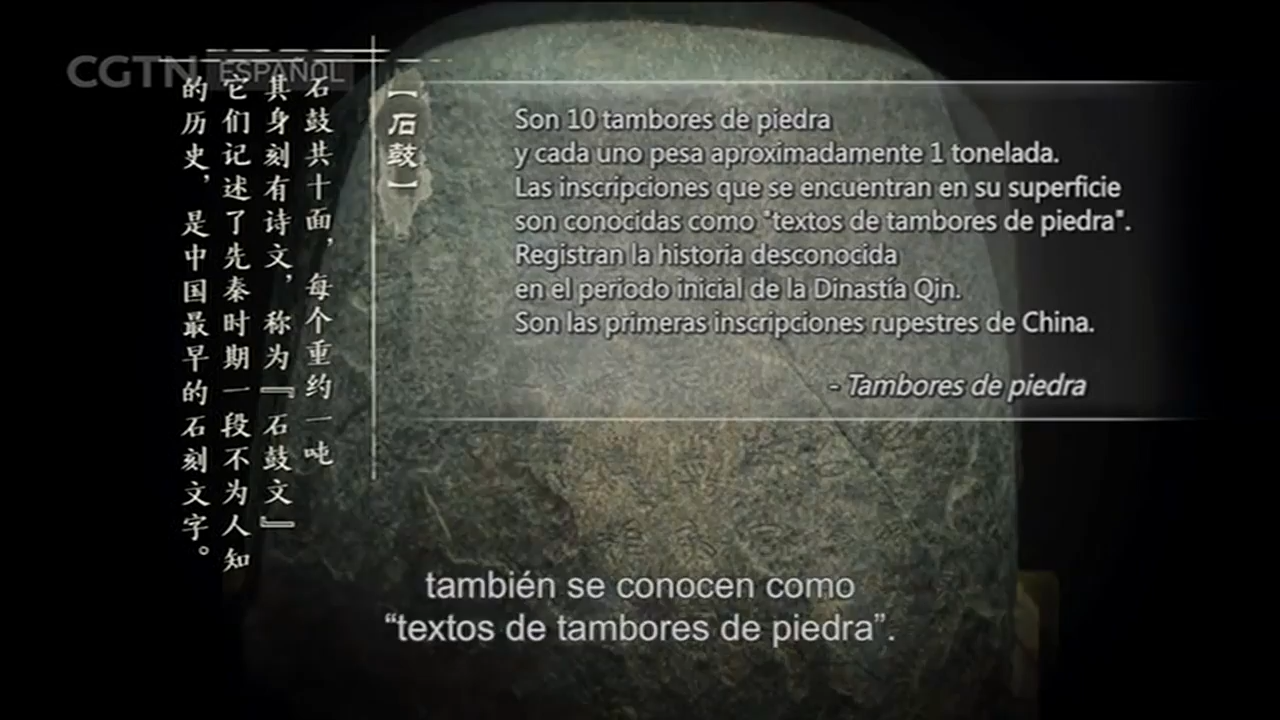 CGTN ESPAÑOL
【石鼓】
石鼓共十面，每个重约一吨
其身刻有诗文，称为『石鼓文』
它们记述了先秦时期一段不为人知
的历史，是中国最早的石刻文字。
Son 10 tambores de piedra
y cada uno pesa aproximadamente 1 tonelada.
Las inscripciones que se encuentran en su superficie
son conocidas como "textos de tambores de piedra".
Registran la historia desconocida
en el periodo inicial de la Dinastía Qin.
Son las primeras inscripciones rupestres de China.
- Tambores de piedra
también se conocen como
“textos de tambores de piedra”.